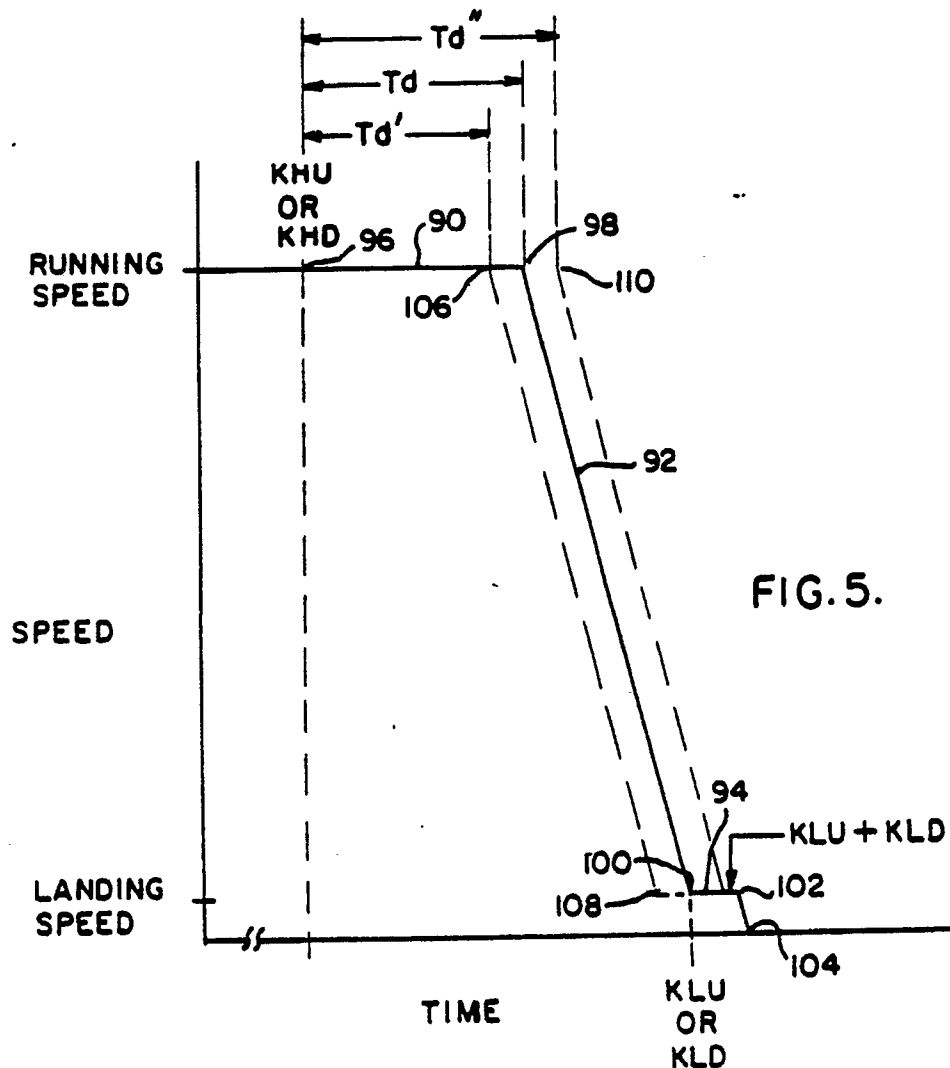 Td"
Td
Td'
KHU
OR
KHD
96
90
98
RUNNING
SPEED
106
110
92
FIG. 5.
SPEED
94
KLU + KLD
100
LANDING
SPEED
108
102
104
TIME
KLU
OR
KLD